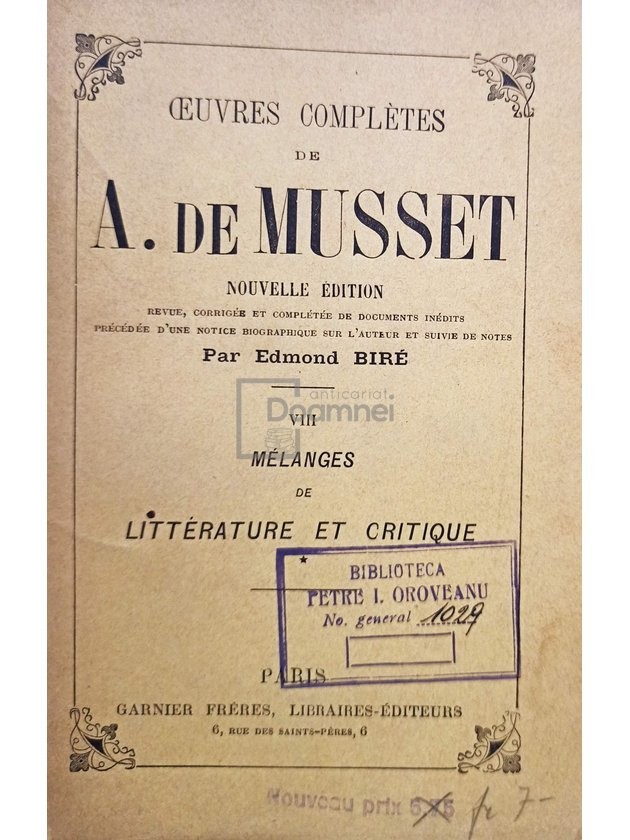 ŒUVRES COMPLÈTES
DE
A. DE MUSSET
NOUVELLE ÉDITION
REVUE, CORRIGÉE ET COMPLÉTÉE DE DOCUMENTS INÉDITS
PRÉCÉDÉE D'UNE NOTICE BIOGRAPHIQUE SUR L'AUTEUR ET SUIVIE DE NOTES
Par Edmond BIRÉ
anticariat
Doamnei
VIII
MÉLANGES
DE
LITTÉRATURE ET CRITIQUE
BIBLIOTECA
PETRE I. OROVEANU
No. general 1029
PARIS
GARNIER FRÈRES, LIBRAIRES-ÉDITEURS
6, RUE DES SAINTS-PÈRES, 6
Nouveau prix fr 7-